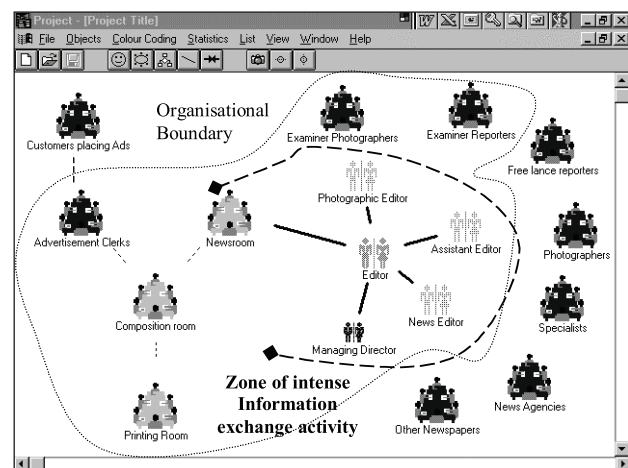 Project - [Project Title]
File Objects Colour Coding Statistics List View Window Help
Organisational
Boundary
Customers placing Ads
Examiner Photographers
Examiner Reporters
Free lance reporters
Photographic Editor
Advertisement Clerks
Newsroom
Assistant Editor
Photographers
Editor
Composition room
News Editor
Specialists
Managing Director
Zone of intense
Information
exchange activity
Printing Room
Other Newspapers
News Agencies